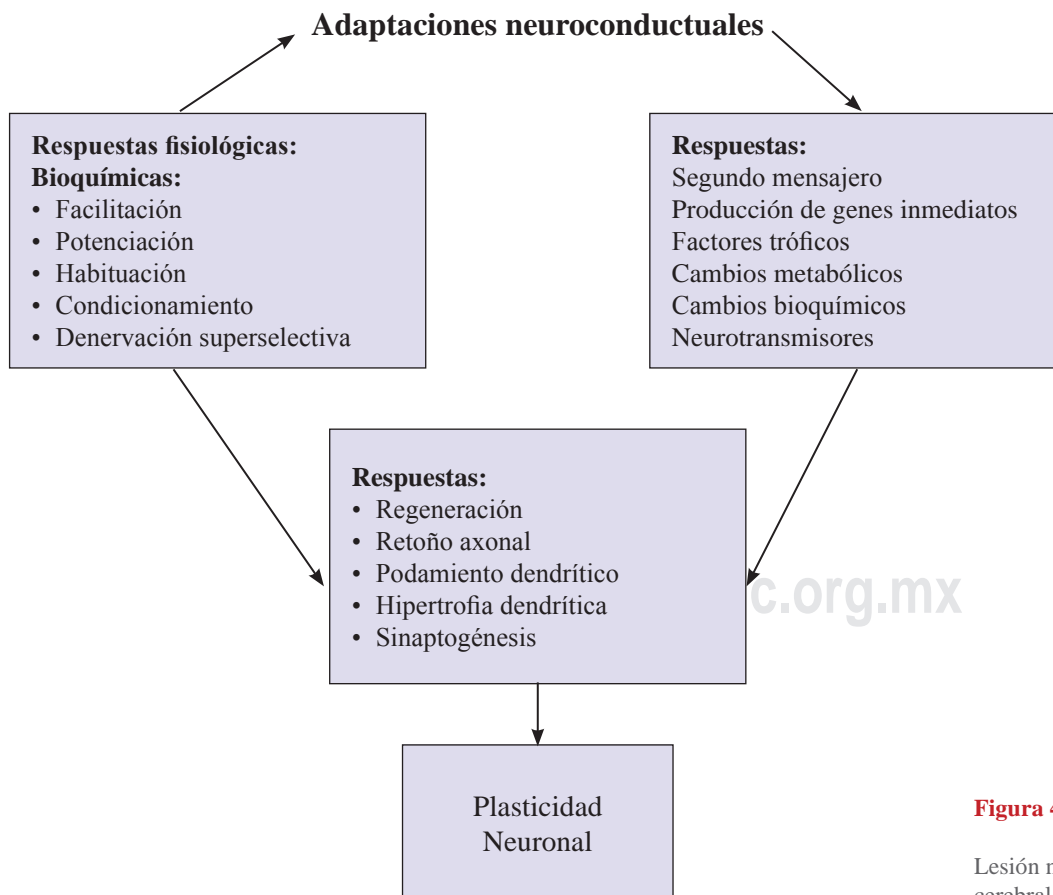 Adaptaciones neuroconductuales
Respuestas fisiológicas:
Bioquímicas:
• Facilitación
• Potenciación
• Habituación
• Condicionamiento
• Denervación superselectiva
Respuestas:
Segundo mensajero
Producción de genes inmediatos
Factores tróficos
Cambios metabólicos
Cambios bioquímicos
Neurotransmisores
Respuestas:
• Regeneración
• Retoño axonal
• Podamiento dendrítico
• Hipertrofia dendrítica
• Sinaptogénesis
c.org.mx
Plasticidad
Neuronal
Figura 4
Lesión